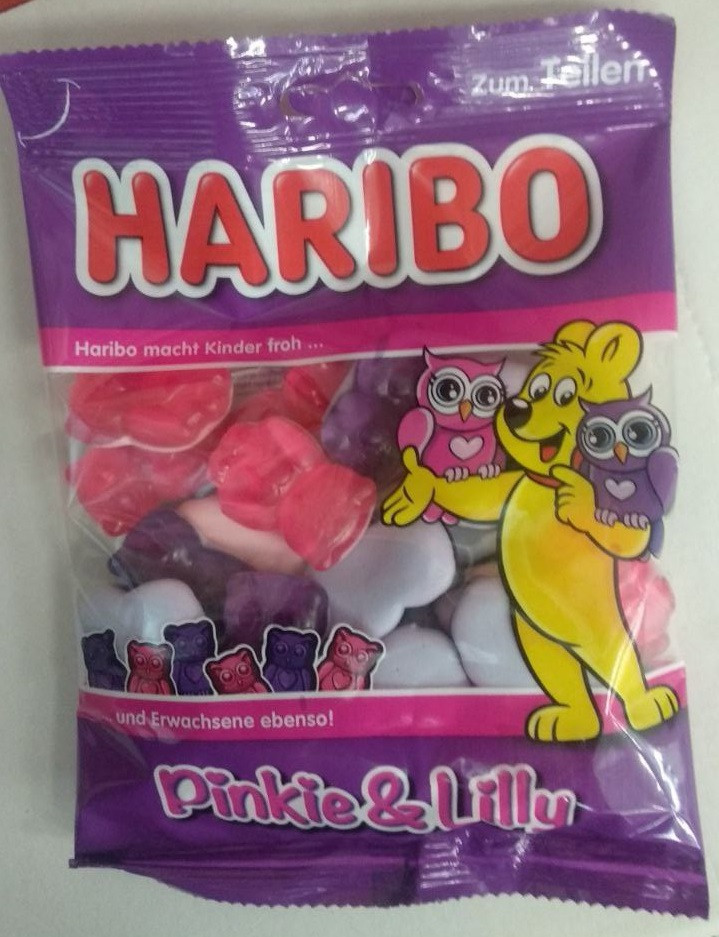 Zum Teilen
HARIBO
Haribo macht Kinder froh ...
... und Erwachsene ebenso!
Pinkie & Lilly